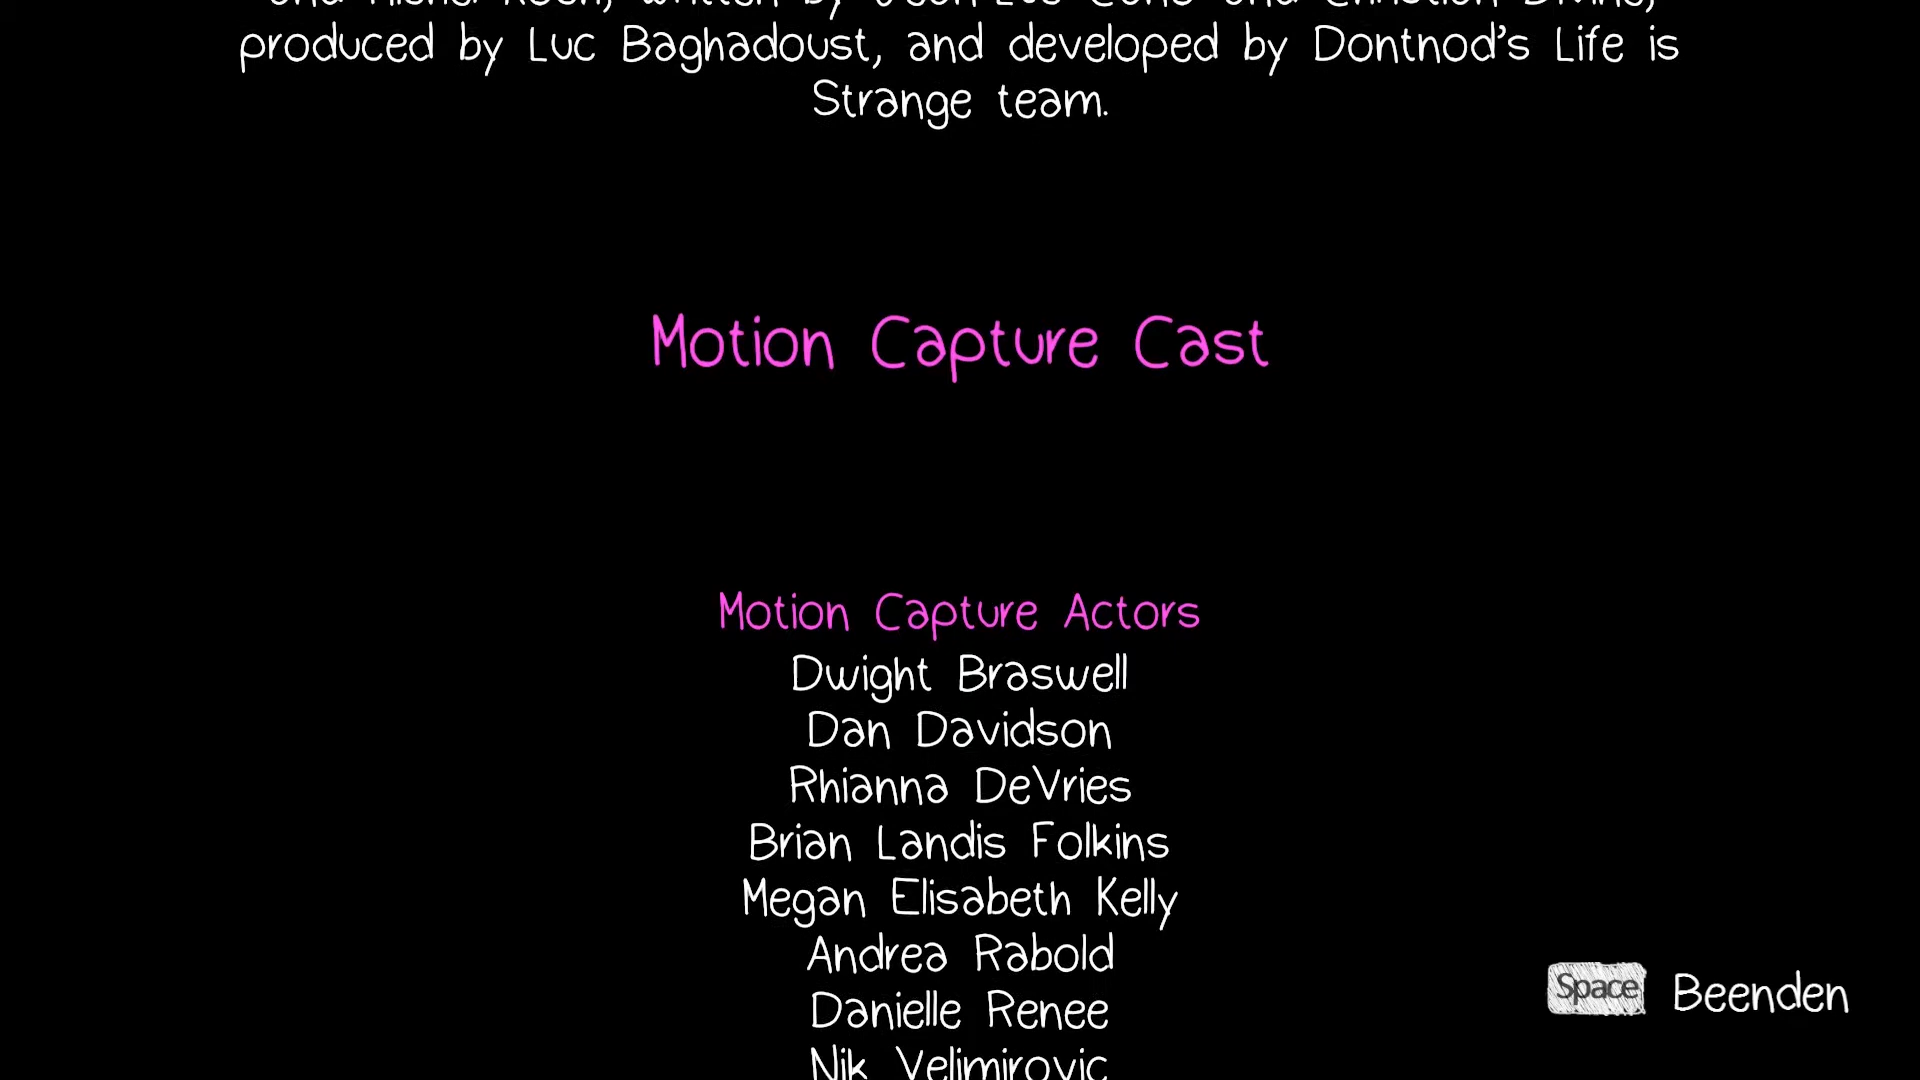 produced by Luc Baghadoust, and developed by Dontnod's Life is
Strange team.
Motion Capture Cast
Motion Capture Actors
Dwight Braswell
Dan Davidson
Rhianna DeVries
Brian Landis Folkins
Megan Elisabeth Kelly
Andrea Rabold
Danielle Renee
Nik Velimirovic
Space Beenden